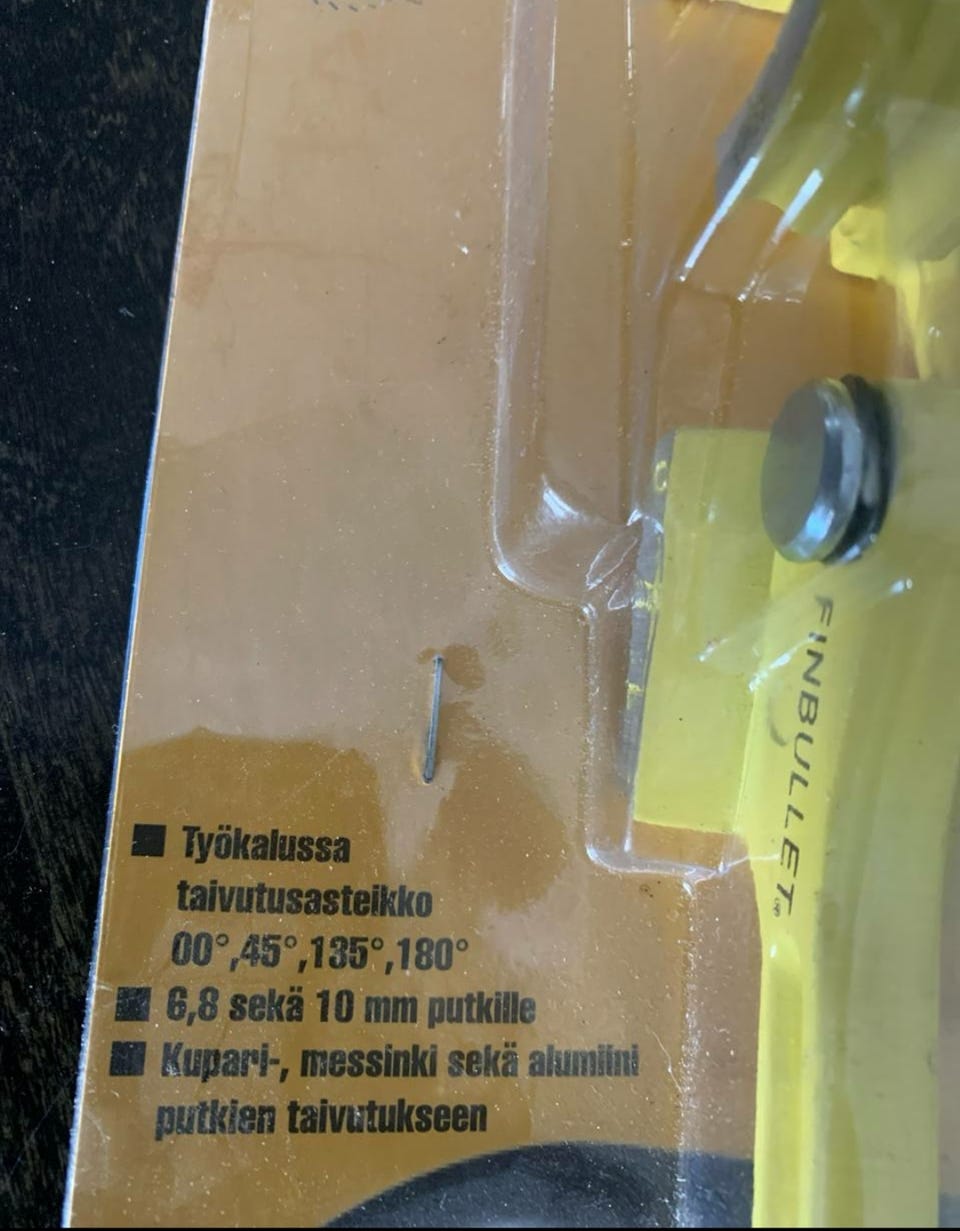 FINBULLET®
■ Työkalussa
taivutusasteikko
00°,45°,135°,180°
■ 6,8 sekä 10 mm putkille
■ Kupari-, messinki sekä alumiini
putkien taivutukseen